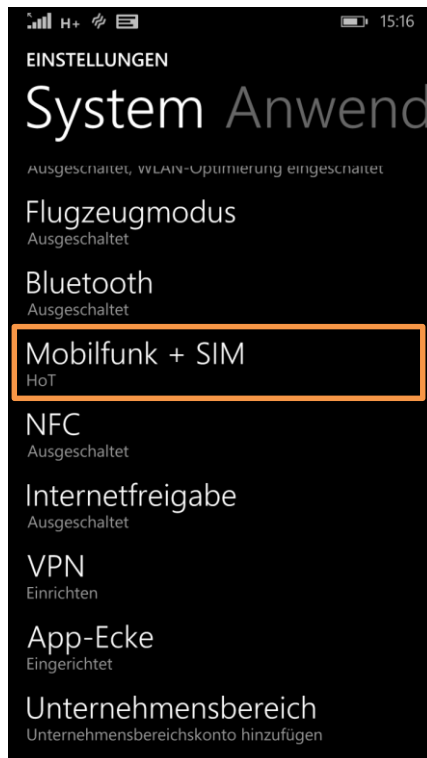 H+ 15:16
EINSTELLUNGEN
System Anwend
Ausgeschaltet, WLAN-Optimierung eingeschaltet
Flugzeugmodus
Ausgeschaltet
Bluetooth
Ausgeschaltet
Mobilfunk + SIM
HoT
NFC
Ausgeschaltet
Internetfreigabe
Ausgeschaltet
VPN
Einrichten
App-Ecke
Eingerichtet
Unternehmensbereich
Unternehmensbereichskonto hinzufügen